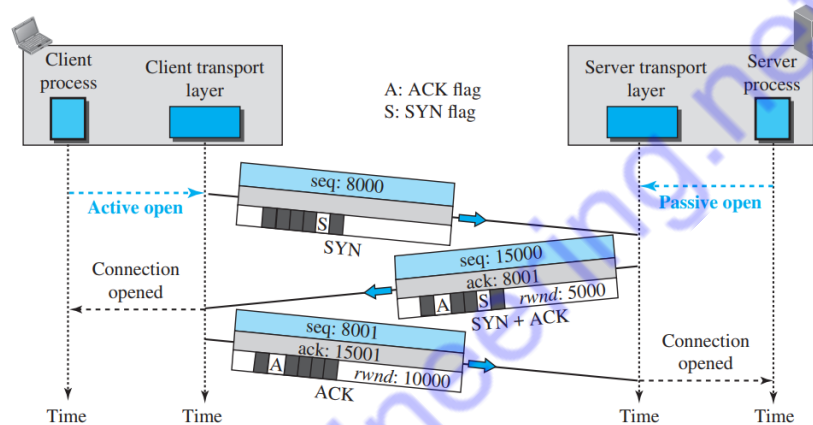 Client
process
Client transport
layer
A: ACK flag
S: SYN flag
Server transport
layer
Server
process
seq: 8000
S
SYN
Active open
Passive open
seq: 15000
ack: 8001
A S rwnd: 5000
SYN + ACK
Connection
opened
seq: 8001
ack: 15001
A rwnd: 10000
ACK
Connection
opened
Time
Time
Time
Time